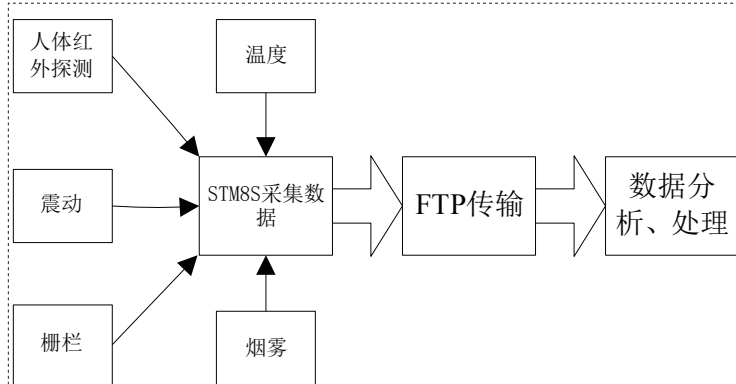 人体红
外探测
温度
震动
STM8S采集数
据
FTP传输
数据分
析、处理
栅栏
烟雾